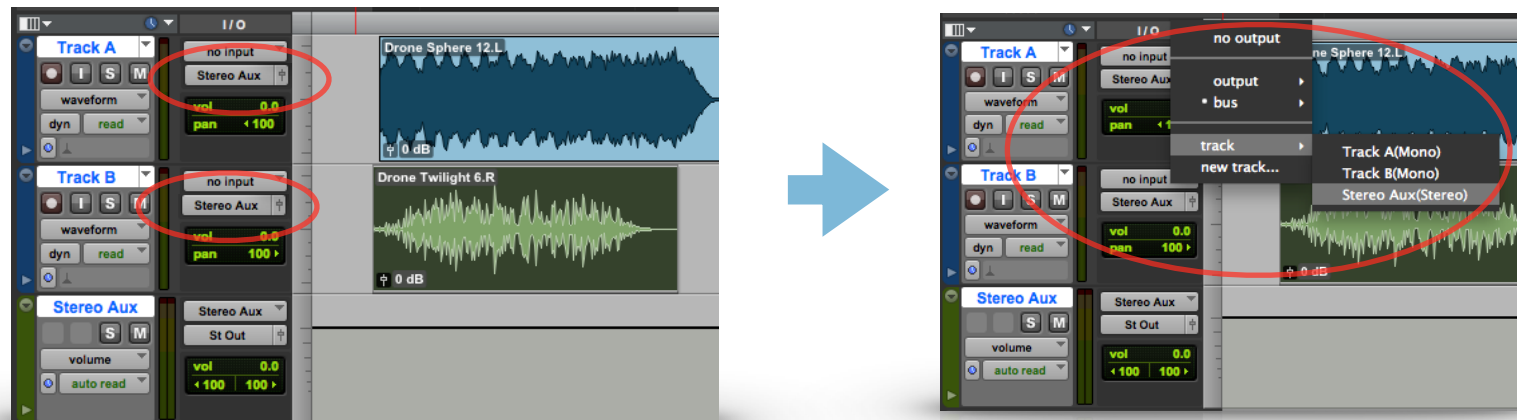 I / O
Track A
no input
Drone Sphere 12.L
I S M
Stereo Aux
waveform
vol 0.0
dyn read
pan 100
0 dB
Track B
no input
Drone Twilight 6.R
I S M
Stereo Aux
waveform
vol 0.0
dyn read
pan 100
0 dB
Stereo Aux
Stereo Aux
S M
St Out
volume
vol 0.0
auto read
100 100
I / O
no output
Track A
no input
ne Sphere 12.L
I S M
Stereo Aux
output
waveform
• bus
vol
dyn read
pan
track
Track A(Mono)
new track...
Track B(Mono)
Stereo Aux(Stereo)
Track B
no input
I S M
Stereo Aux
waveform
vol 0.0
dyn read
pan 100
0 dB
Stereo Aux
Stereo Aux
S M
St Out
volume
vol 0.0
auto read
100 100